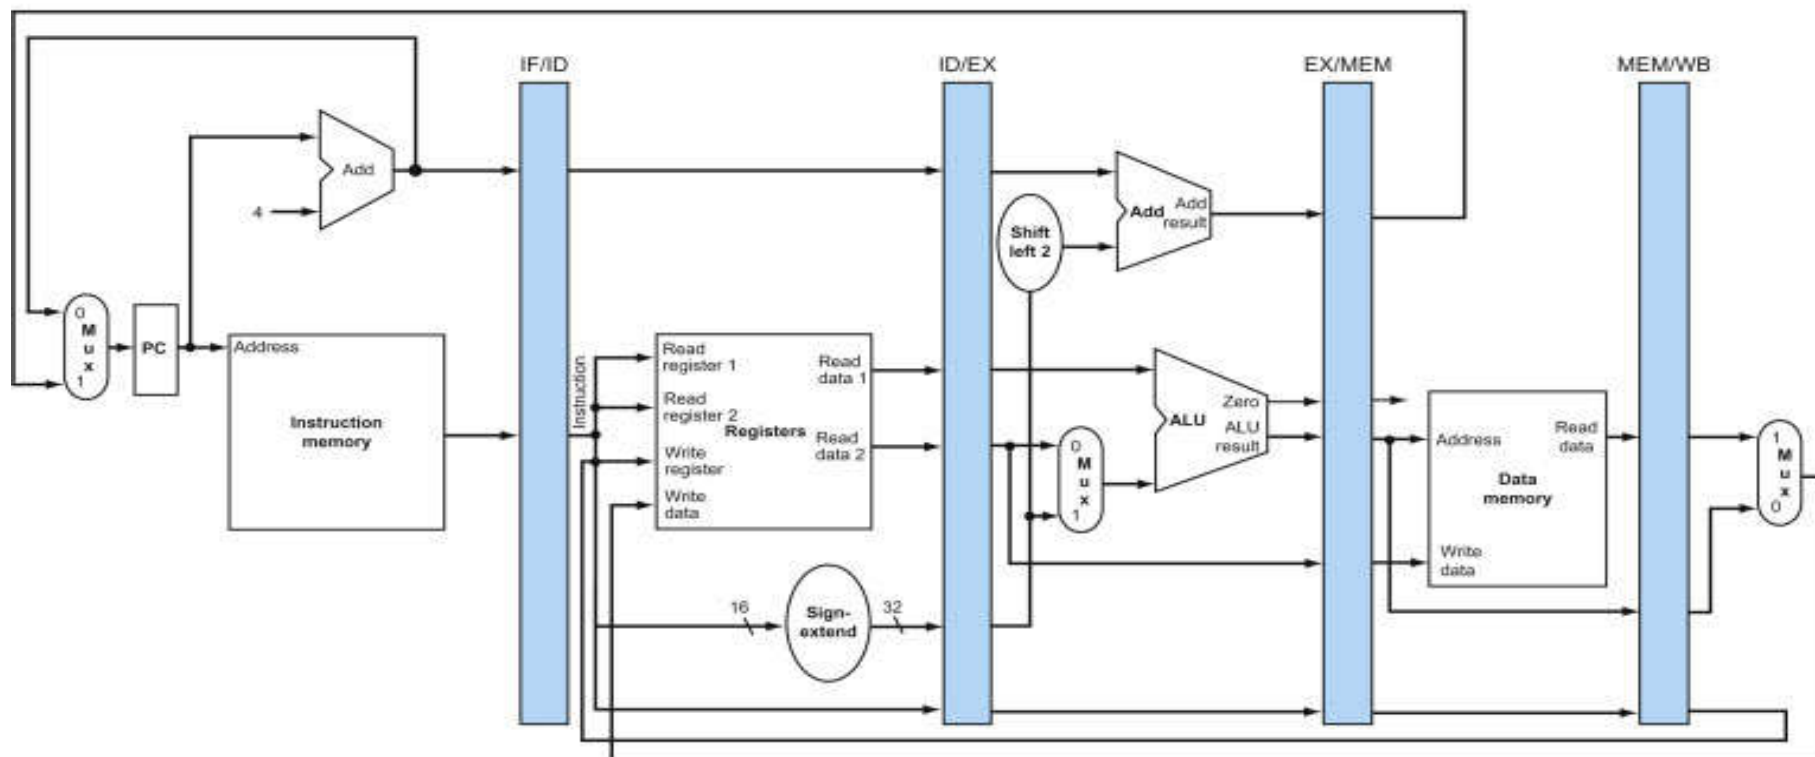 IF/ID
ID/EX
EX/MEM
MEM/WB
Add
4
Shift
left 2
Add
Add
result
0
M
u
x
1
PC
Address
Instruction
memory
Instruction
Read
register 1
Read
register 2
Write
register
Write
data
Registers
Read
data 1
Read
data 2
16
Sign-
extend
32
0
M
u
x
1
ALU
Zero
ALU
result
Address
Read
data
Data
memory
Write
data
1
M
u
x
0